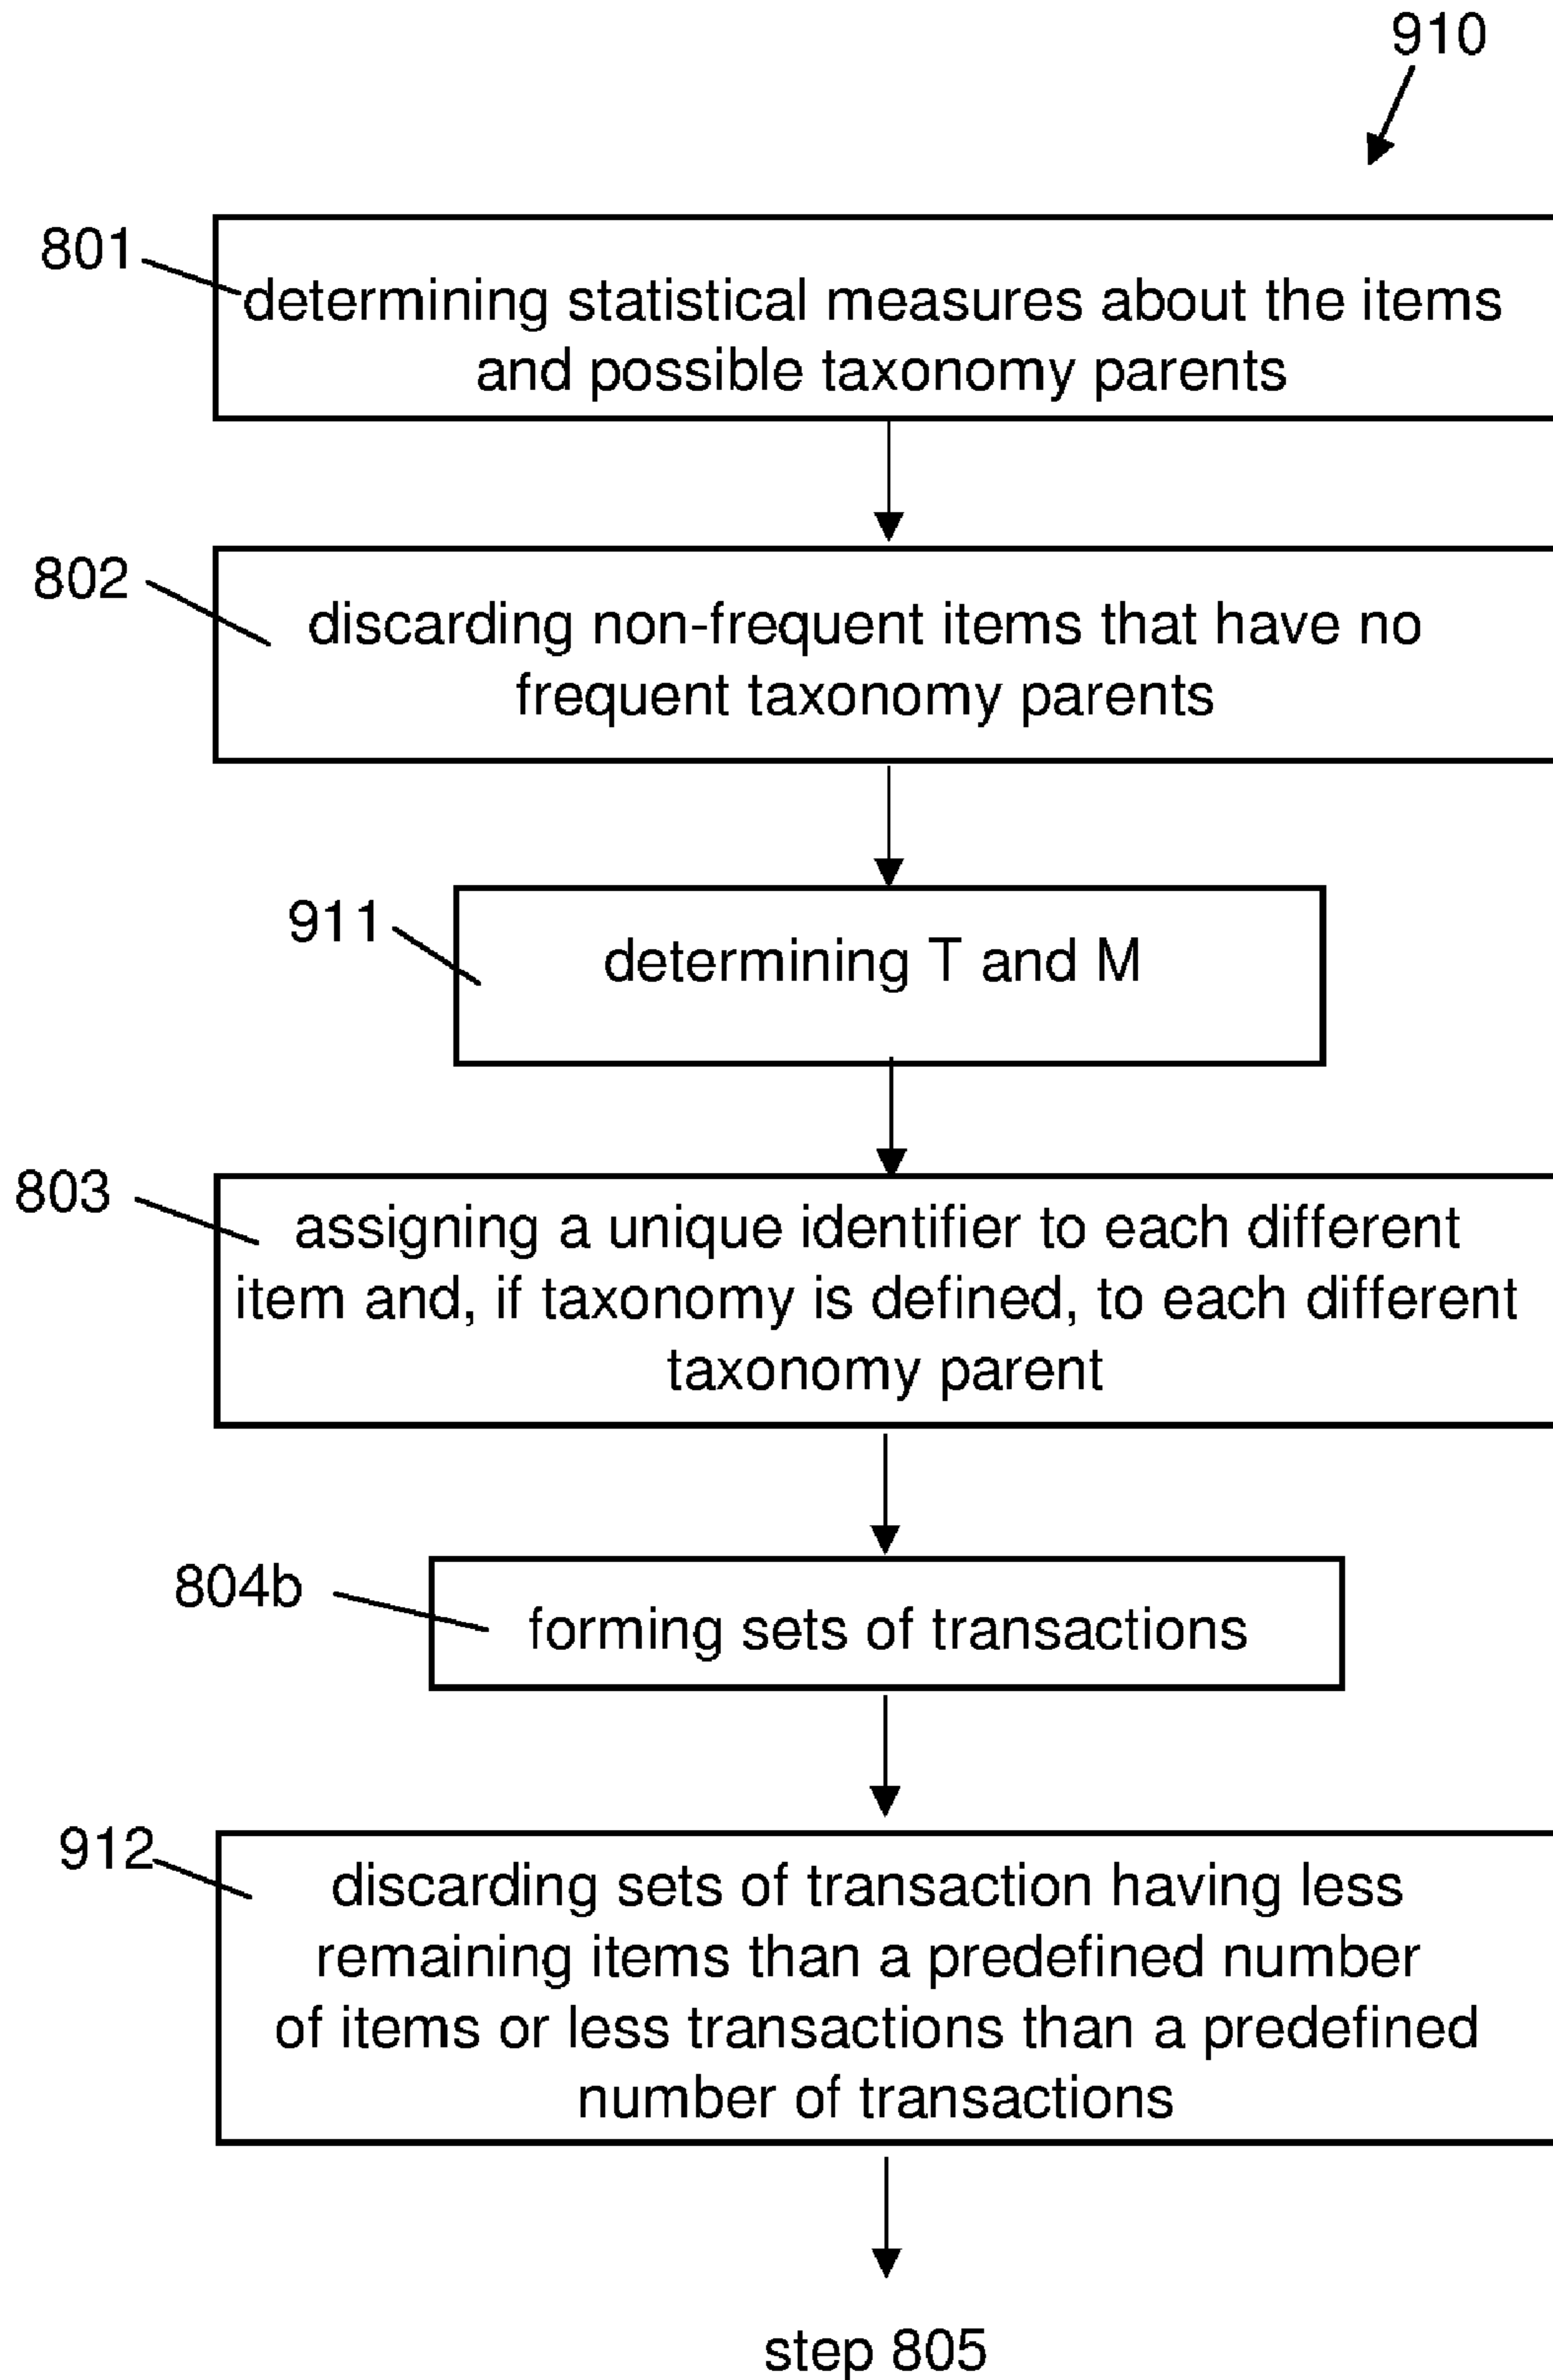 910
801
determining statistical measures about the items
and possible taxonomy parents
802
discarding non-frequent items that have no
frequent taxonomy parents
911
determining T and M
803
assigning a unique identifier to each different
item and, if taxonomy is defined, to each different
taxonomy parent
804b
forming sets of transactions
912
discarding sets of transaction having less
remaining items than a predefined number
of items or less transactions than a predefined
number of transactions
step 805